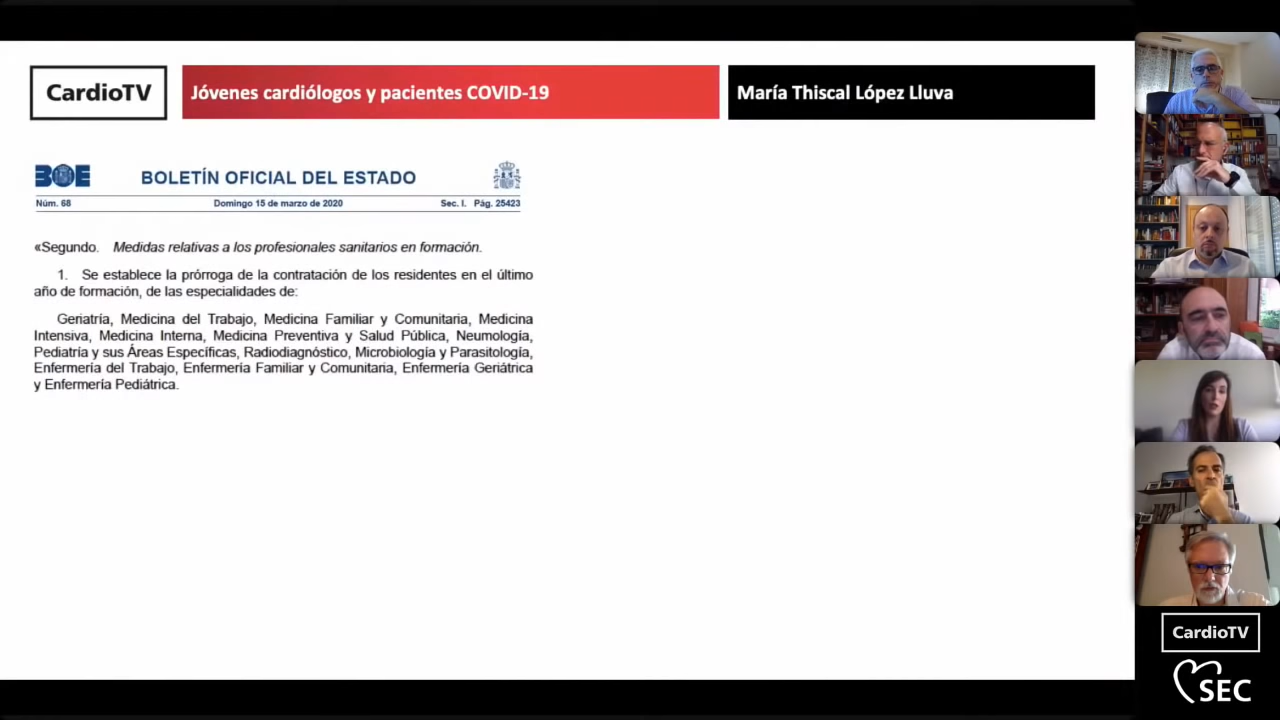 CardioTV
Jóvenes cardiólogos y pacientes COVID-19
María Thiscal López Lluva
BOE
BOLETÍN OFICIAL DEL ESTADO
Núm. 68
Domingo 15 de marzo de 2020
Sec. I. Pág. 25423
«Segundo. Medidas relativas a los profesionales sanitarios en formación.
1. Se establece la prórroga de la contratación de los residentes en el último
año de formación, de las especialidades de:
Geriatría, Medicina del Trabajo, Medicina Familiar y Comunitaria, Medicina
Intensiva, Medicina Interna, Medicina Preventiva y Salud Pública, Neumología,
Pediatría y sus Áreas Específicas, Radiodiagnóstico, Microbiología y Parasitología,
Enfermería del Trabajo, Enfermería Familiar y Comunitaria, Enfermería Geriátrica
y Enfermería Pediátrica.
CardioTV
SEC